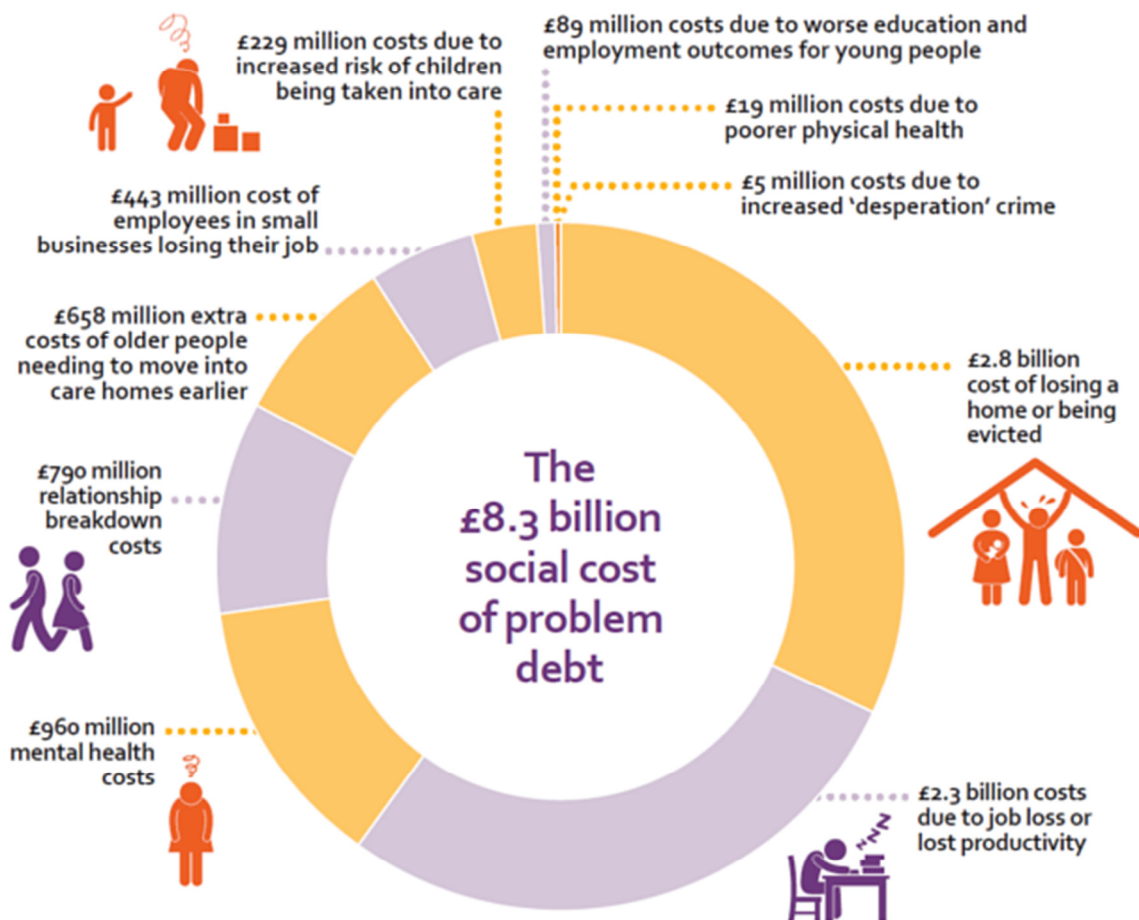 £229 million costs due to
increased risk of children
being taken into care
£89 million costs due to worse education and
employment outcomes for young people
£19 million costs due to
poorer physical health
£5 million costs due to
increased ‘desperation’ crime
£443 million cost of
employees in small
businesses losing their job
£658 million extra
costs of older people
needing to move into
care homes earlier
£2.8 billion
cost of losing a
home or being
evicted
The
£8.3 billion
social cost
of problem
debt
£790 million
relationship
breakdown
costs
£960 million
mental health
costs
£2.3 billion costs
due to job loss or
lost productivity
zzZZ